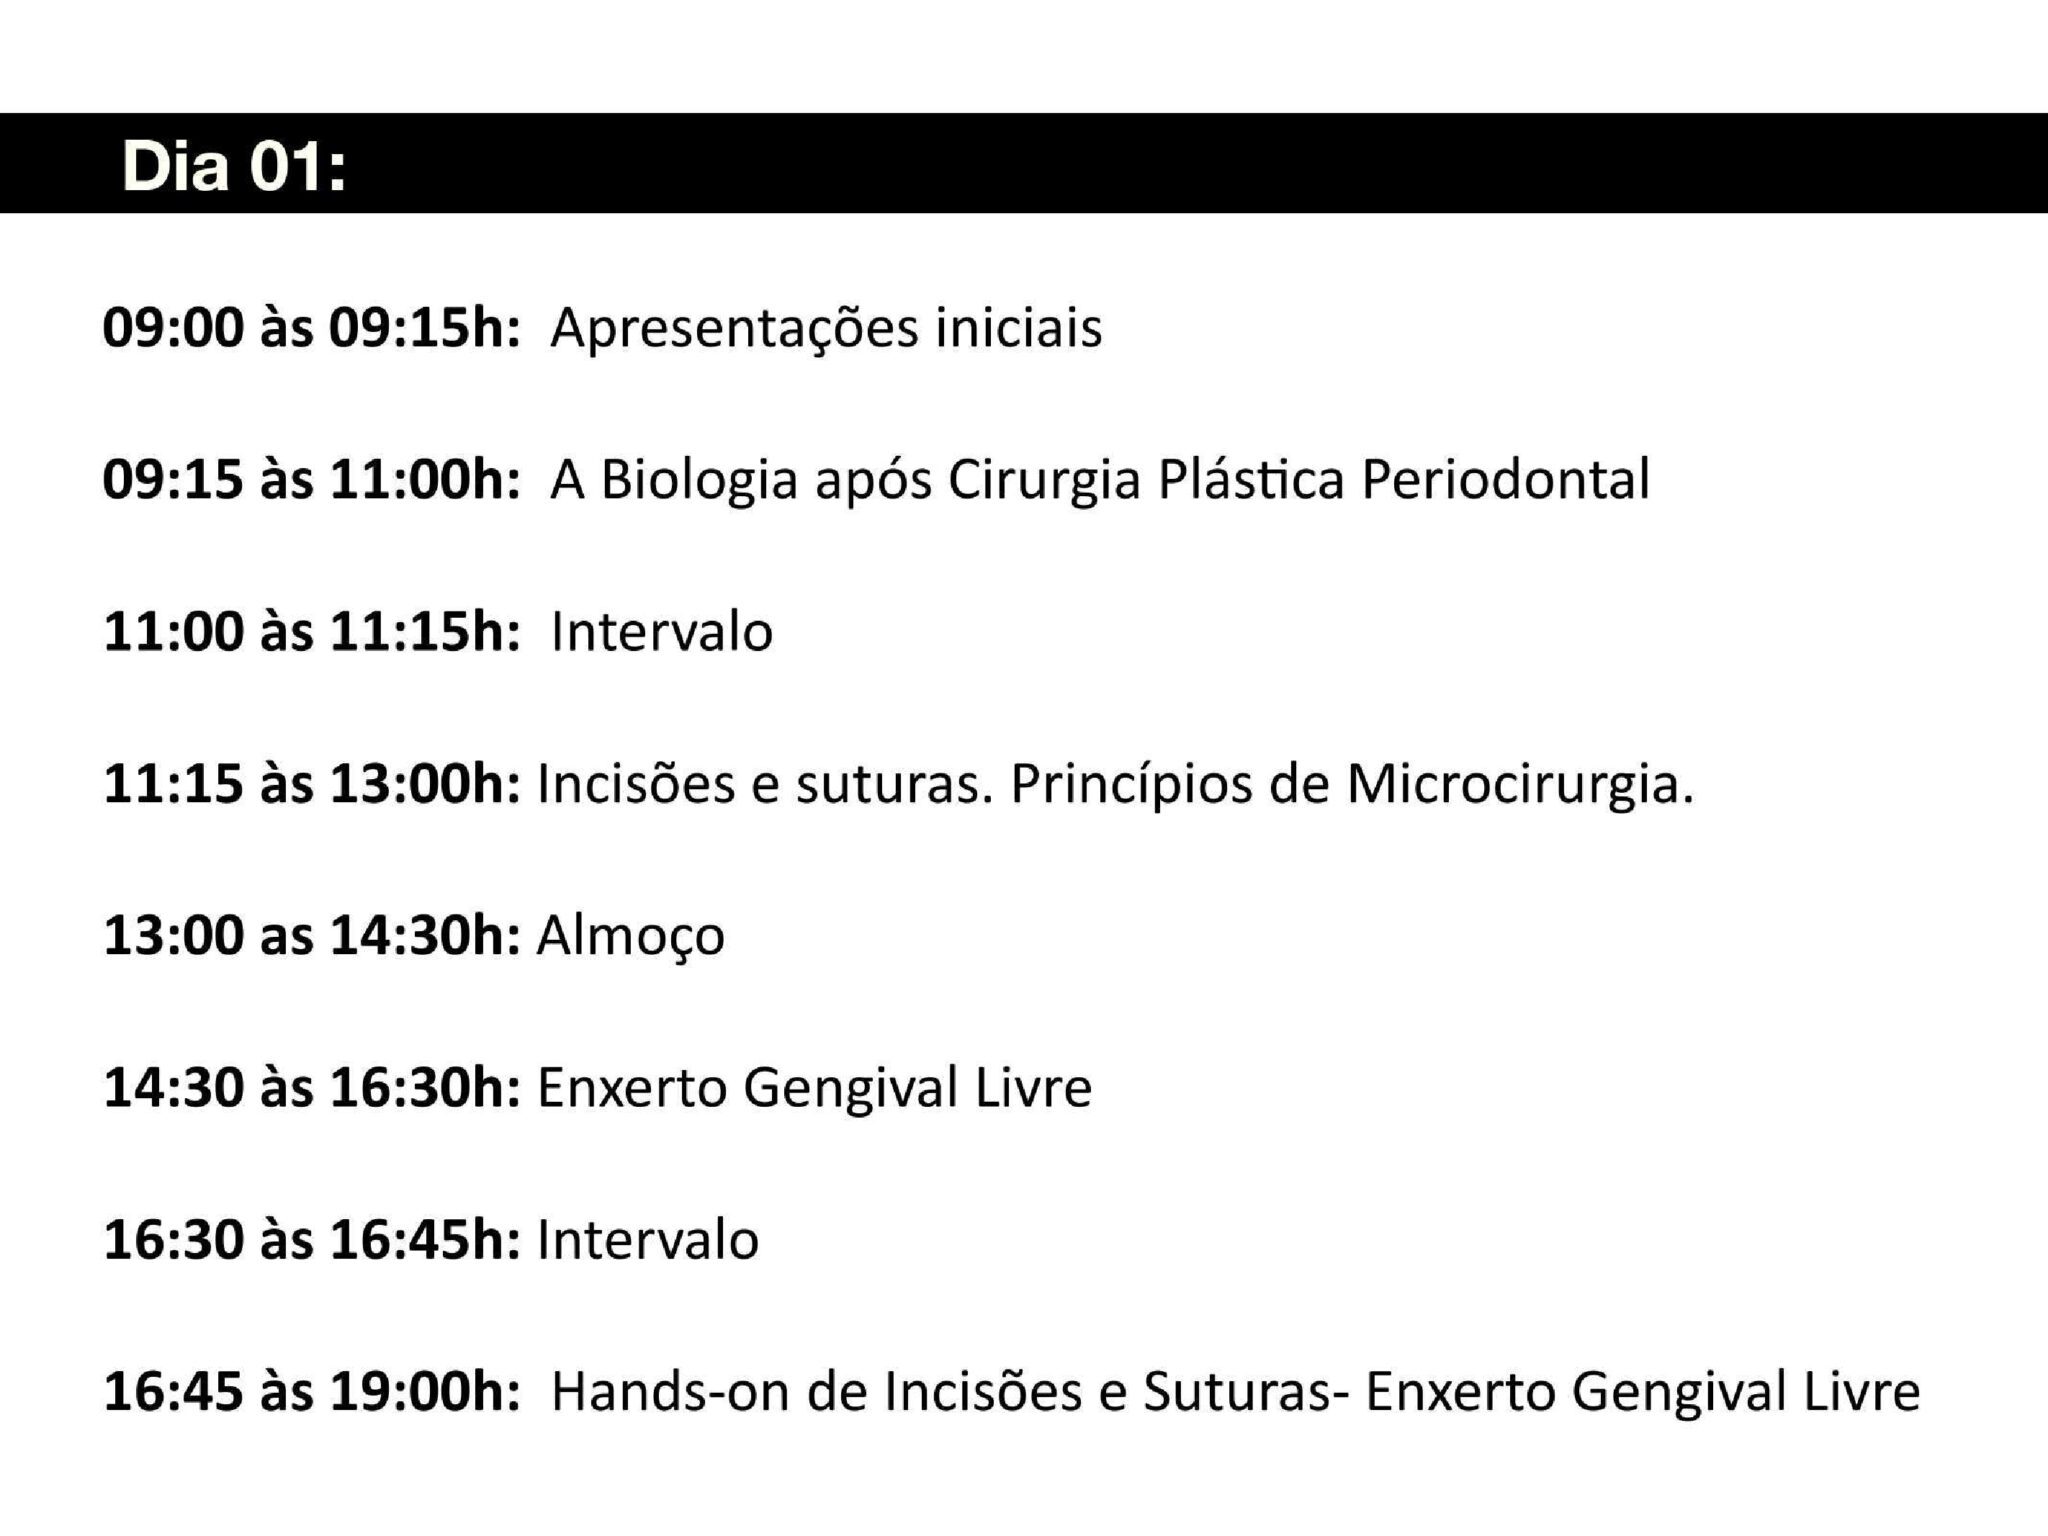 Dia 01:
09:00 às 09:15h: Apresentações iniciais
09:15 às 11:00h: A Biologia após Cirurgia Plástica Periodontal
11:00 às 11:15h: Intervalo
11:15 às 13:00h: Incisões e suturas. Princípios de Microcirurgia.
13:00 as 14:30h: Almoço
14:30 às 16:30h: Enxerto Gengival Livre
16:30 às 16:45h: Intervalo
16:45 às 19:00h: Hands-on de Incisões e Suturas- Enxerto Gengival Livre